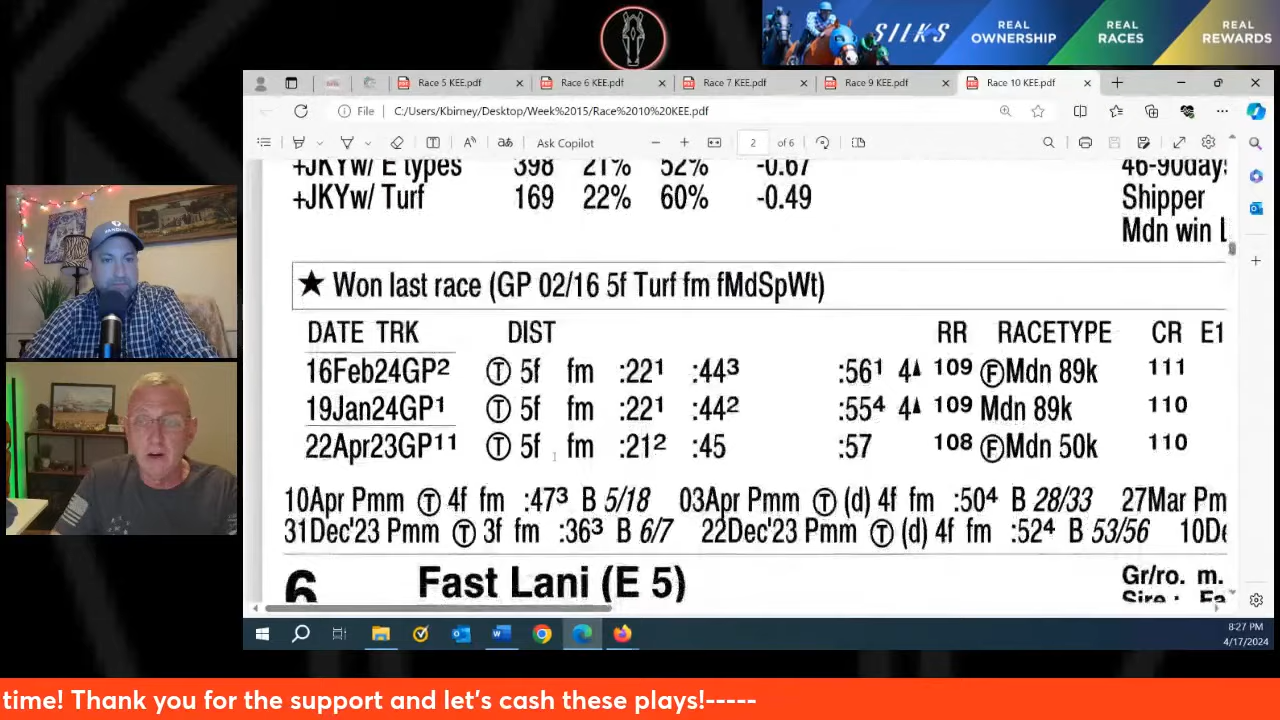 SILKS
REAL OWNERSHIP
REAL RACES
REAL REWARDS
Race 5 KEE.pdf
Race 6 KEE.pdf
Race 7 KEE.pdf
Race 9 KEE.pdf
Race 10 KEE.pdf
File C:/Users/Kbirney/Desktop/Week%2015/Race%2010%20KEE.pdf
Ask Copilot 2 of 6
+JKYw/ E types 398 21% 52% -0.67 46-90days
+JKYw/ Turf 169 22% 60% -0.49 Shipper
Mdn win L
★ Won last race (GP 02/16 5f Turf fm fMdSpWt)
DATE TRK DIST RR RACETYPE CR E1
16Feb24GP² Ⓣ 5f fm :22¹ :44³ :56¹ 4▲ 109 ⒻMdn 89k 111
19Jan24GP¹ Ⓣ 5f fm :22¹ :44² :55⁴ 4▲ 109 Mdn 89k 110
22Apr23GP¹¹ Ⓣ 5f fm :21² :45 :57 108 ⒻMdn 50k 110
10Apr Pmm Ⓣ 4f fm :47³ B 5/18 03Apr Pmm Ⓣ (d) 4f fm :50⁴ B 28/33 27Mar Pm
31Dec'23 Pmm Ⓣ 3f fm :36³ B 6/7 22Dec'23 Pmm Ⓣ (d) 4f fm :52⁴ B 53/56 10De
6 Fast Lani (E 5) Gr/ro. m.
Sire :
8:27 PM
4/17/2024
time! Thank you for the support and let's cash these plays!-----